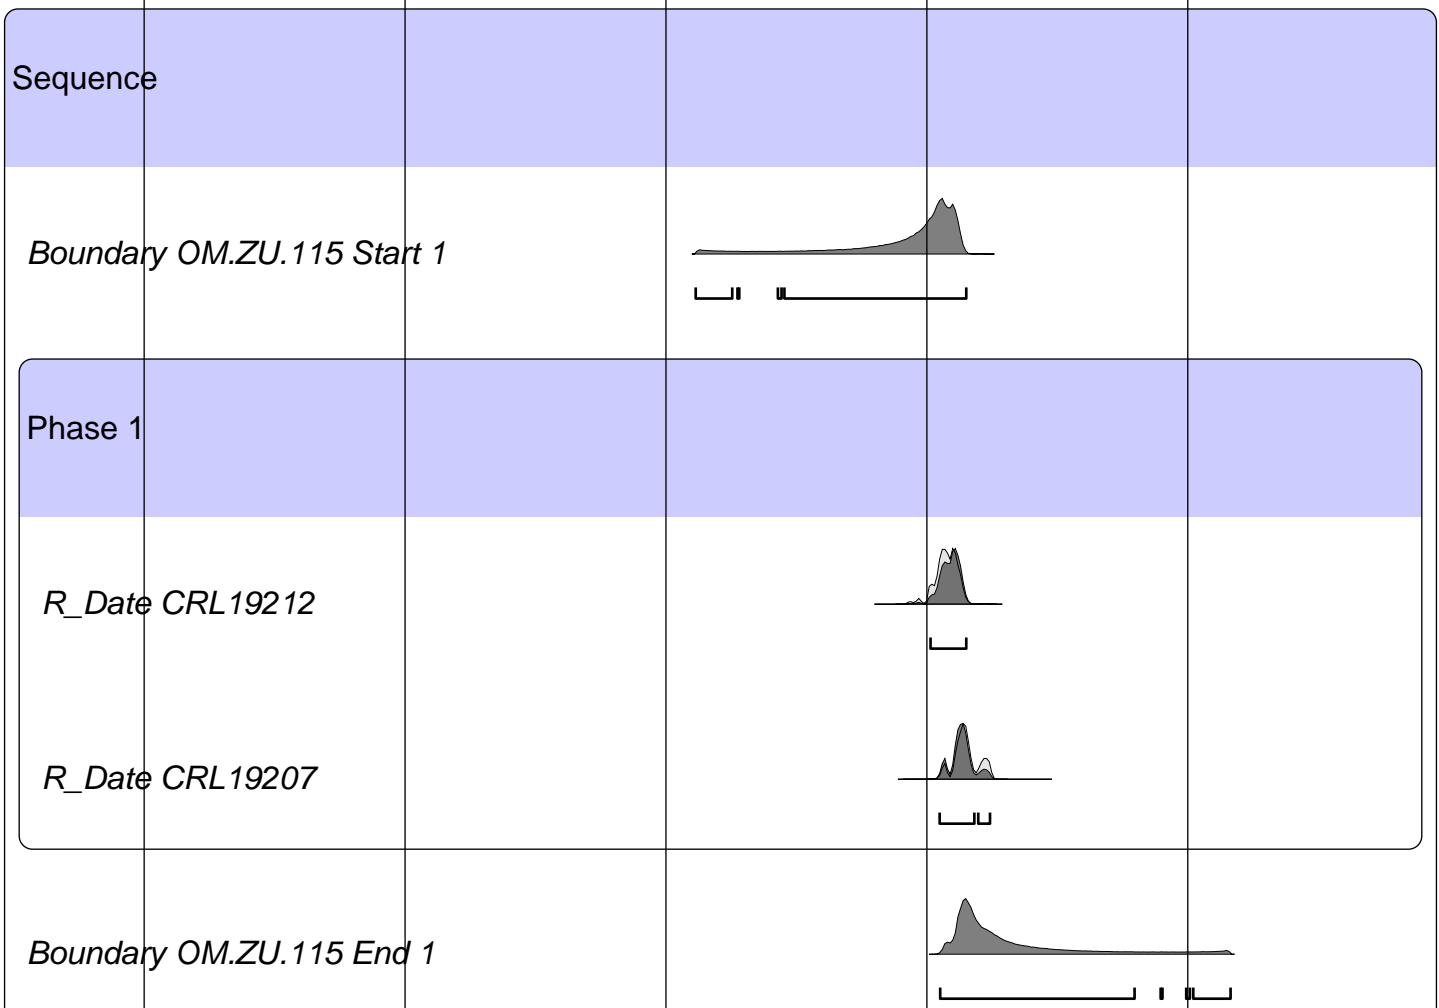 Sequence
Boundary OM.ZU.115 Start 1
Phase 1
R_Date CRL19212
R_Date CRL19207
Boundary OM.ZU.115 End 1